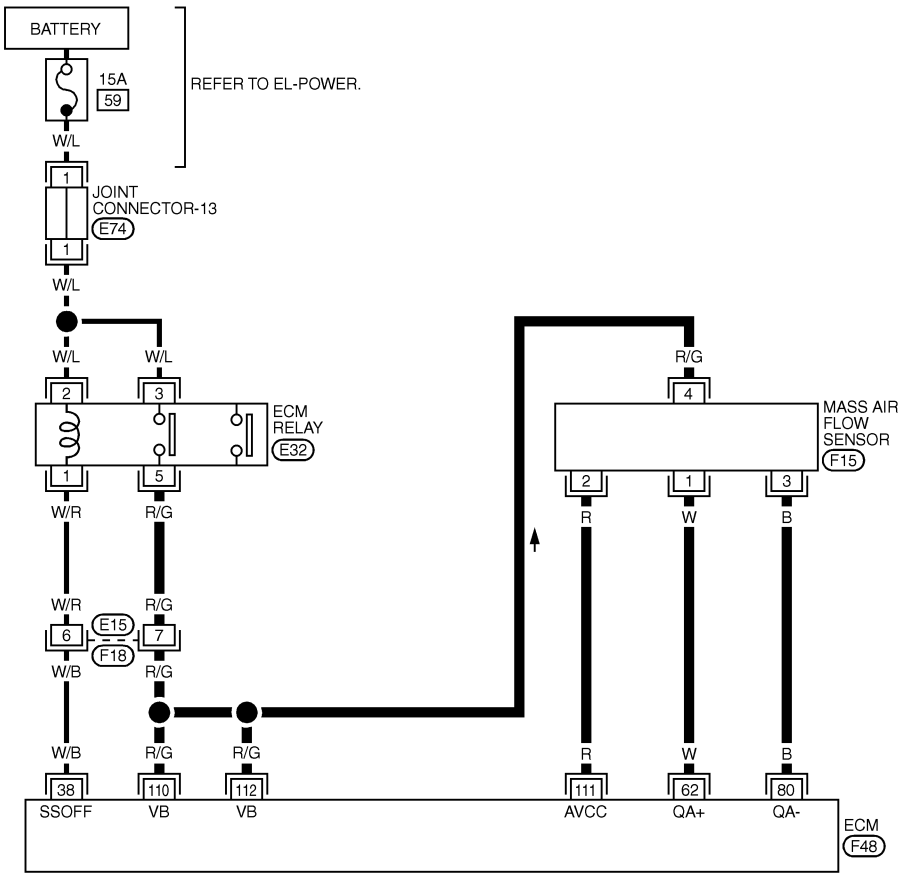 BATTERY
15A
59
REFER TO EL-POWER.
W/L
1
JOINT
CONNECTOR-13
E74
1
W/L
R/G
W/L
W/L
2
3
4
ECM
RELAY
E32
MASS AIR
FLOW
SENSOR
F15
1
5
2
1
3
W/R
R/G
R
W
B
W/R
R/G
E15
6
7
F18
W/B
R/G
W/B
R/G
R/G
R
W
B
38
110
112
111
62
80
SSOFF
VB
VB
AVCC
QA+
QA-
ECM
F48